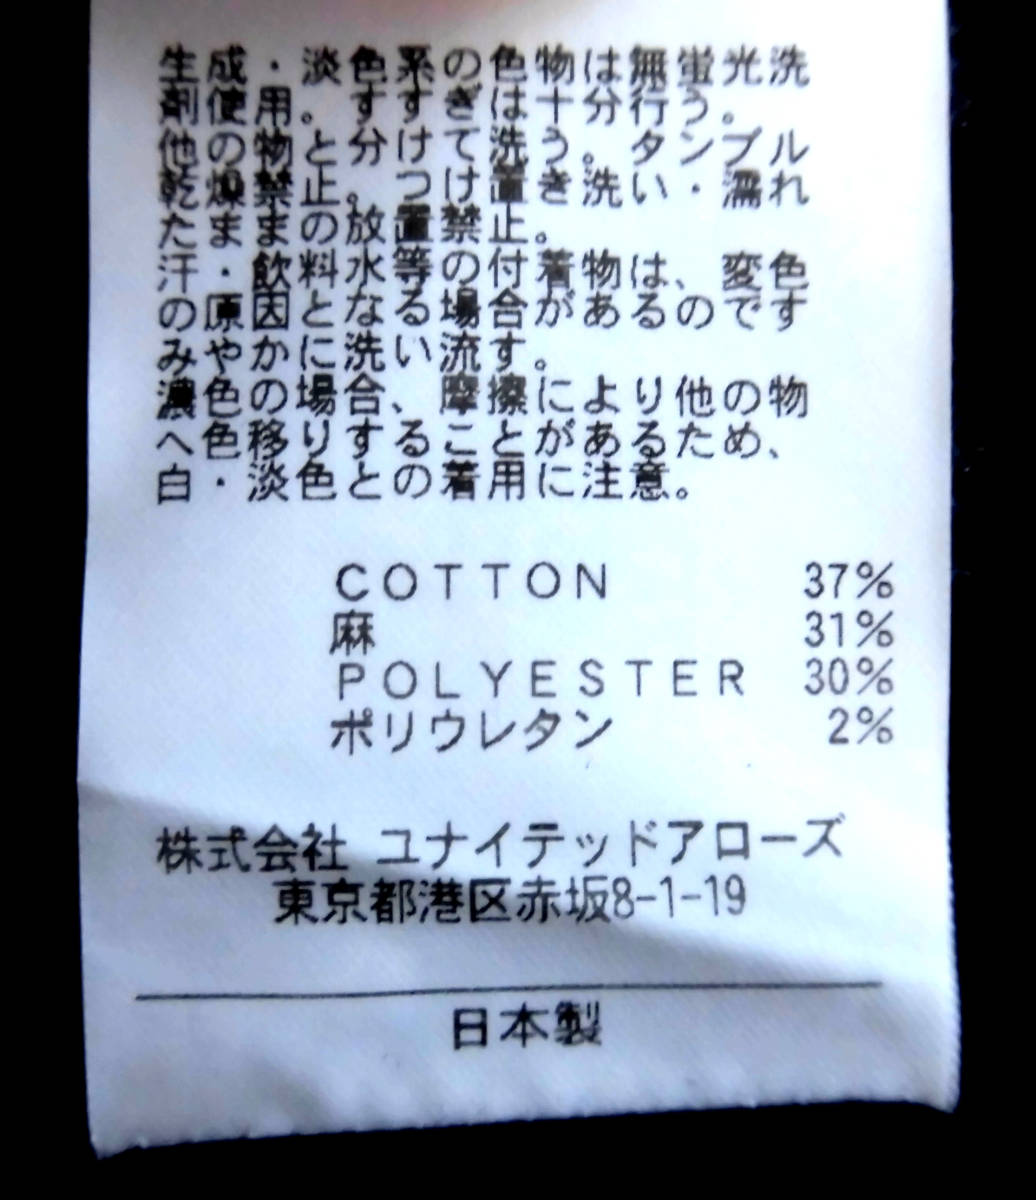 生成・淡色系の色物は無蛍光洗
剤使用。すすぎは十分行う。
他の物と分けて洗う。タンブル
乾燥禁止。つけ置き洗い・濡れ
たままの放置禁止。
汗・飲料水等の付着物は、変色
の原因となる場合があるのです
みやかに洗い流す。
濃色の場合、摩擦により他の物
へ色移りすることがあるため、
白・淡色との着用に注意。
COTTON 37%
麻 31%
POLYESTER 30%
ポリウレタン 2%
株式会社 ユナイテッドアローズ
東京都港区赤坂8-1-19
日本製